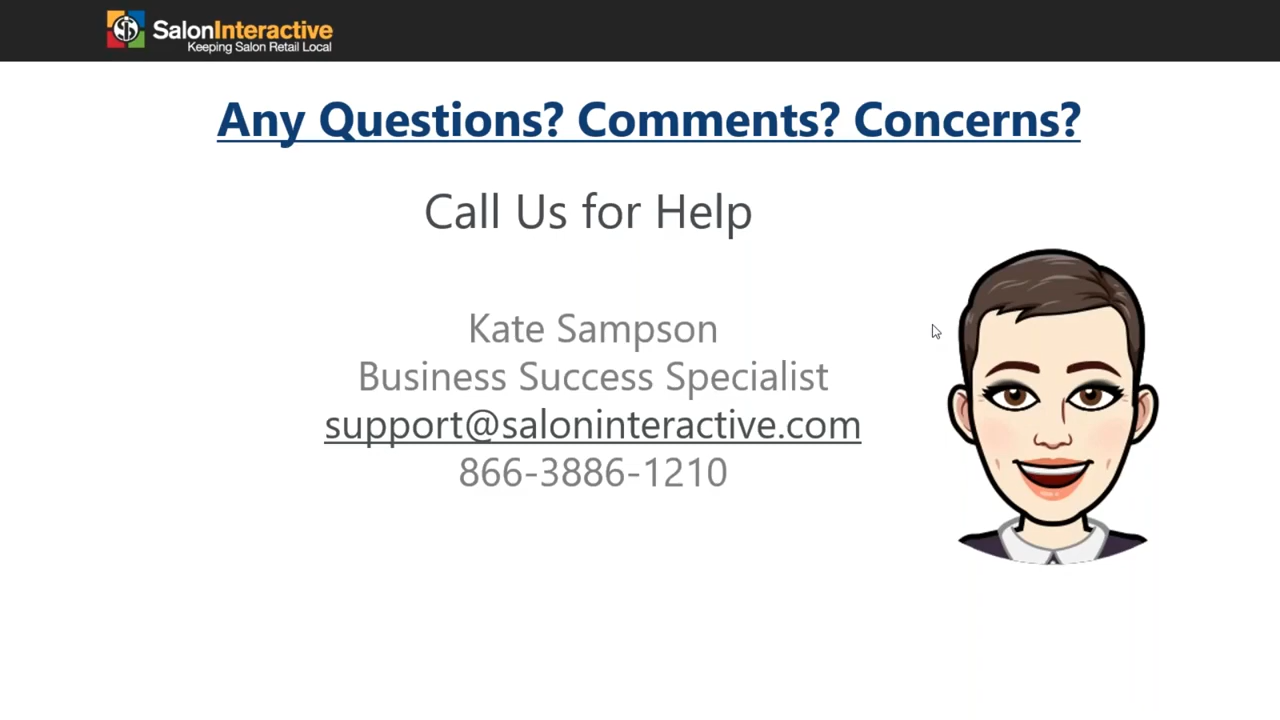 SalonInteractive
Keeping Salon Retail Local
Any Questions? Comments? Concerns?
Call Us for Help
Kate Sampson
Business Success Specialist
support@saloninteractive.com
866-3886-1210